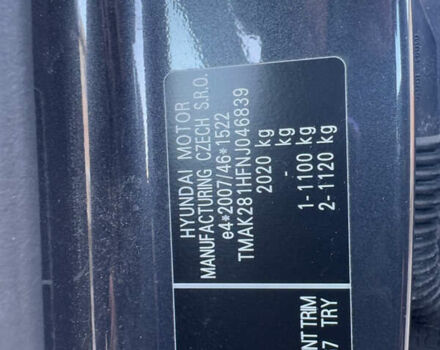 HYUNDAI MOTOR
MANUFACTURING CZECH S.R.O.
e4*2007/46*1522
TMAK281HFNJ046839
2020 kg
- kg
1-1100 kg
2-1120 kg
NT TRIM
7 TRY